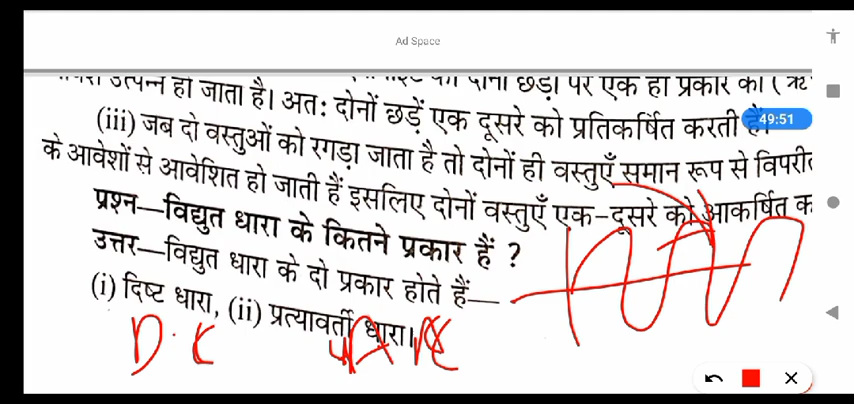 Ad Space
उत्पन्न हो जाता है। अतः दोनों छड़ें एक दूसरे को प्रतिकर्षित करती हैं।
49:51
(iii) जब दो वस्तुओं को रगड़ा जाता है तो दोनों ही वस्तुएँ समान रूप से विपरीत
के आवेशों से आवेशित हो जाती हैं इसलिए दोनों वस्तुएँ एक-दूसरे को आकर्षित क
प्रश्न—विद्युत धारा के कितने प्रकार हैं ?
उत्तर—विद्युत धारा के दो प्रकार होते हैं—
(i) दिष्ट धारा, (ii) प्रत्यावर्ती धारा।
D.C